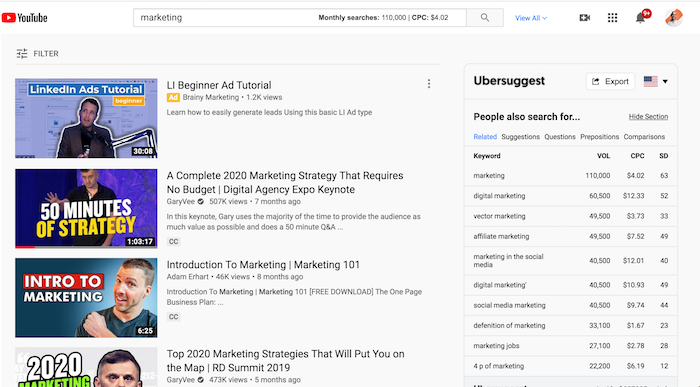 YouTube
marketing
Monthly searches: 110,000 | CPC: $4.02
View All
9+
FILTER
LinkedIn Ads Tutorial
beginner
30:08
LI Beginner Ad Tutorial
Ad Brainy Marketing • 1.2K views
Learn how to easily generate leads Using this basic LI Ad type
50 MINUTES
OF STRATEGY
1:03:17
A Complete 2020 Marketing Strategy That Requires
No Budget | Digital Agency Expo Keynote
GaryVee 507K views • 7 months ago
In this keynote, Gary uses the majority of the time to provide the audience as
much value as possible and does a 50 minute Q&A ...
CC
INTRO TO
MARKETING
6:25
Introduction To Marketing | Marketing 101
Adam Erhart • 46K views • 8 months ago
Introduction To Marketing | Marketing 101 [FREE DOWNLOAD] The One Page
Business Plan: ...
CC
2020
MARKETING
Top 2020 Marketing Strategies That Will Put You on
the Map | RD Summit 2019
GaryVee 473K views • 5 months ago
Ubersuggest
Export
People also search for...
Hide Section
Related Suggestions Questions Prepositions Comparisons
Keyword VOL CPC SD
marketing 110,000 $4.02 63
digital marketing 60,500 $12.33 52
vector marketing 49,500 $3.73 33
affiliate marketing 49,500 $7.52 49
marketing in the social
media 40,500 $12.01 40
digital marketing' 40,500 $10.93 49
social media marketing 40,500 $9.74 44
defenition of marketing 33,100 $1.67 23
marketing jobs 27,100 $2.78 28
4 p of marketing 22,200 $6.19 12